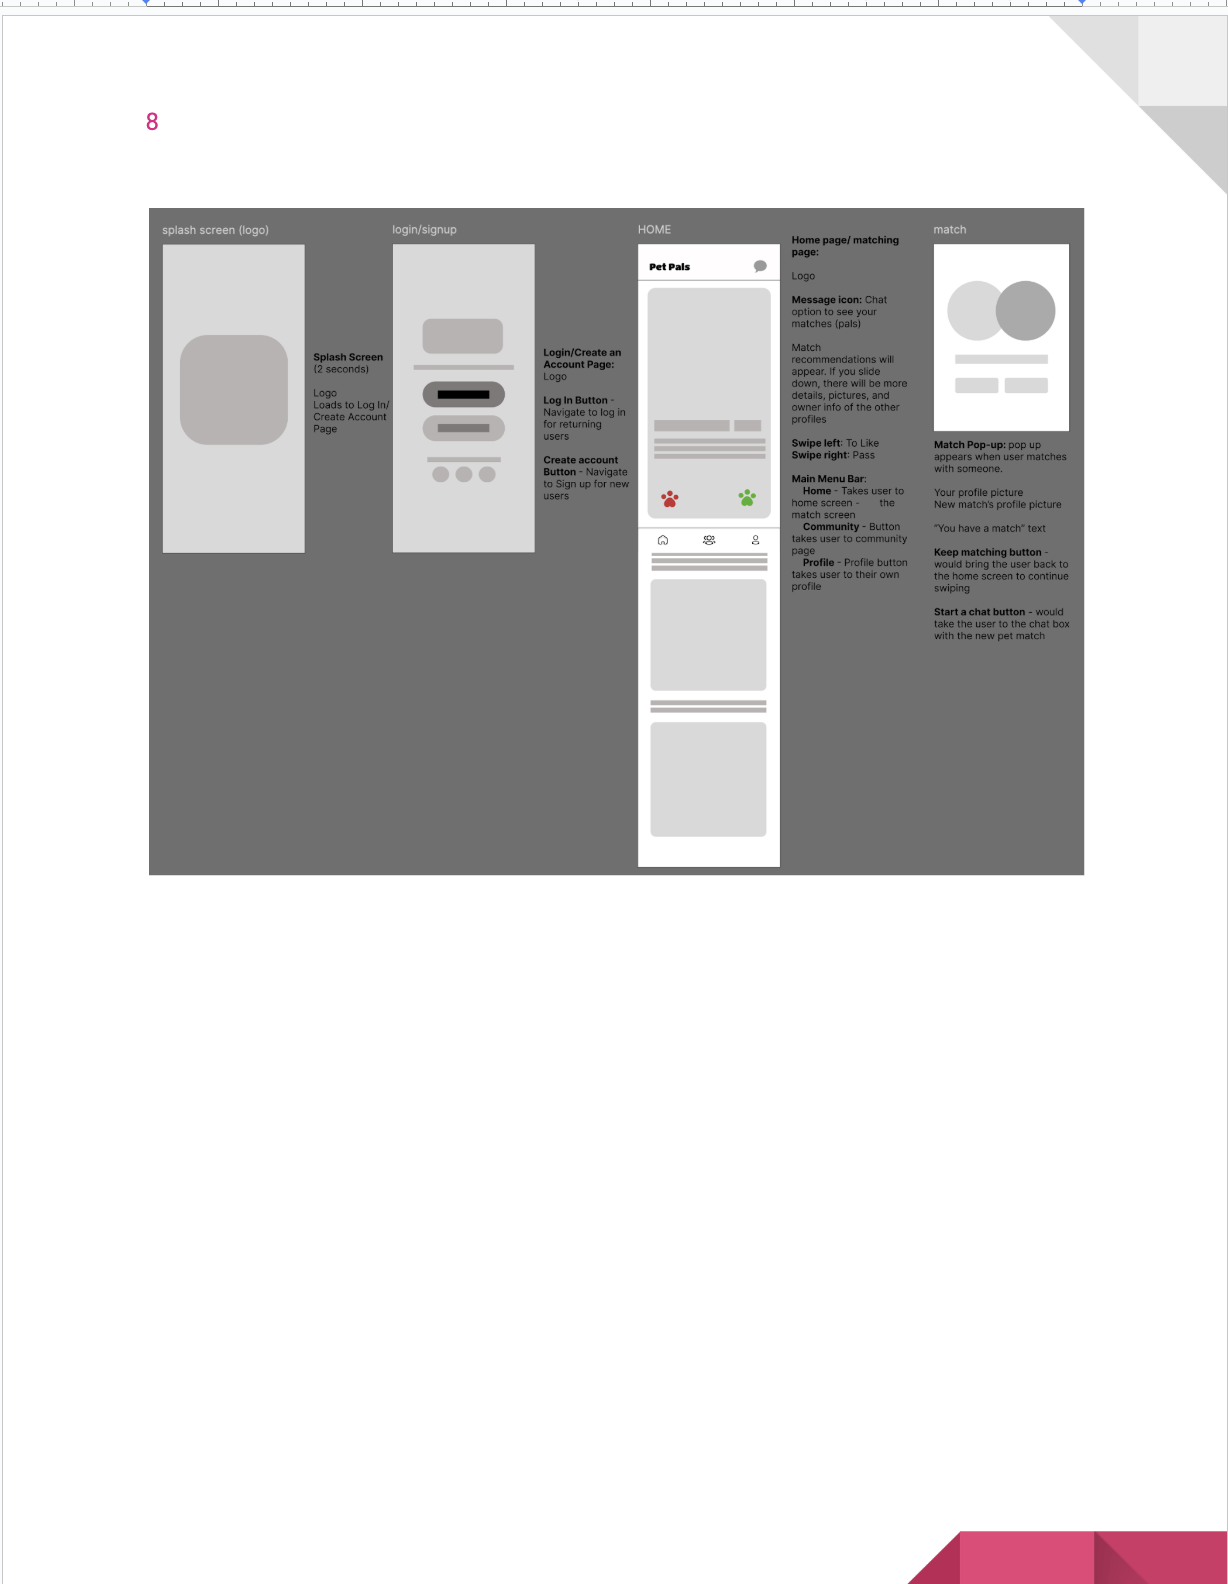 8
splash screen (logo)
Splash Screen
(2 seconds)
Logo
Loads to Log In/
Create Account
Page
login/signup
Login/Create an
Account Page:
Logo
Log In Button -
Navigate to log in
for returning
users
Create account
Button - Navigate
to Sign up for new
users
HOME
Pet Pals
Home page/ matching
page:
Logo
Message icon: Chat
option to see your
matches (pals)
Match
recommendations will
appear. If you slide
down, there will be more
details, pictures, and
owner info of the other
profiles
Swipe left: To Like
Swipe right: Pass
Main Menu Bar:
Home - Takes user to
home screen - the
match screen
Community - Button
takes user to community
page
Profile - Profile button
takes user to their own
profile
match
Match Pop-up: pop up
appears when user matches
with someone.
Your profile picture
New match's profile picture
"You have a match" text
Keep matching button -
would bring the user back to
the home screen to continue
swiping
Start a chat button - would
take the user to the chat box
with the new pet match